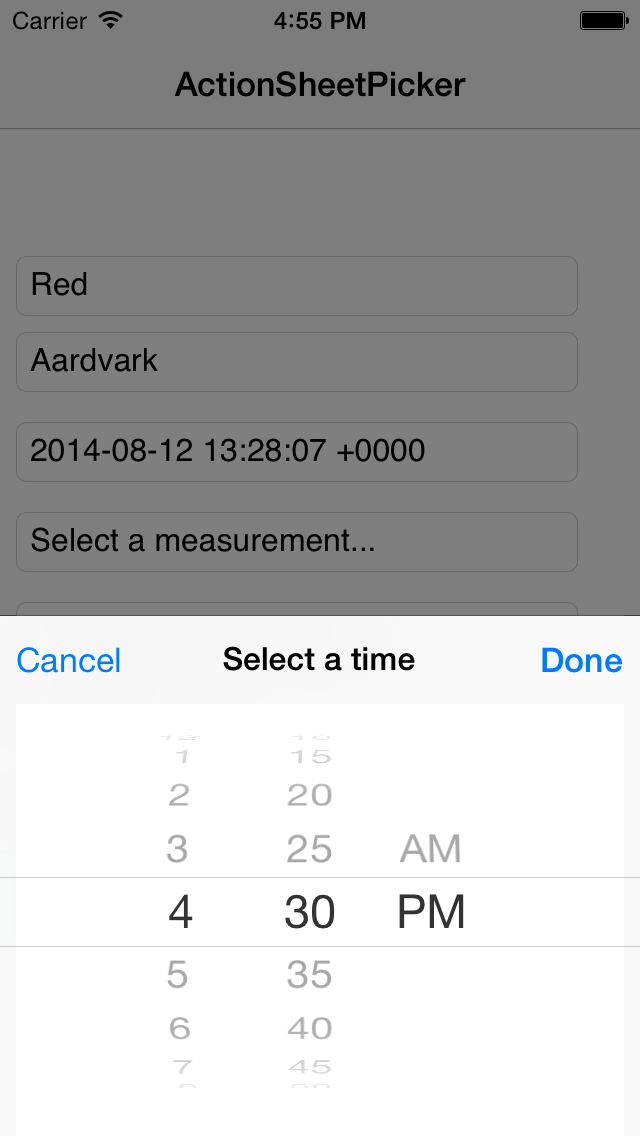 Carrier 4:55 PM
ActionSheetPicker
Red
Aardvark
2014-08-12 13:28:07 +0000
Select a measurement...
Cancel Select a time Done
1 15
2 20
3 25 AM
4 30 PM
5 35
6 40
7 45